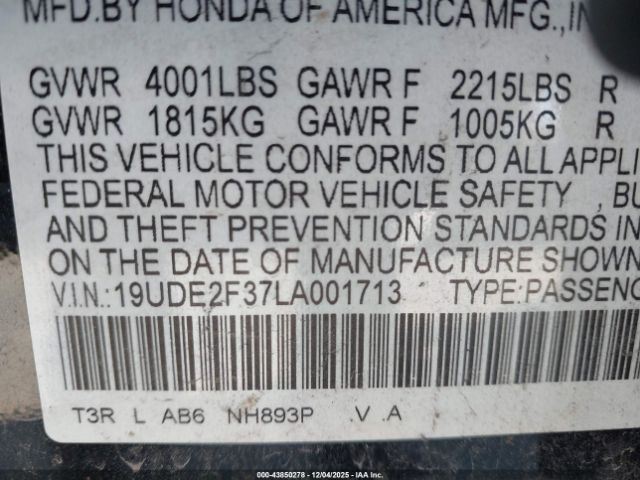 MFD.BY HONDA OF AMERICA MFG.,IN
GVWR 4001LBS GAWR F 2215LBS R
GVWR 1815KG GAWR F 1005KG R
THIS VEHICLE CONFORMS TO ALL APPLI
FEDERAL MOTOR VEHICLE SAFETY , BU
AND THEFT PREVENTION STANDARDS IN
ON THE DATE OF MANUFACTURE SHOWN
V.I.N.:19UDE2F37LA001713 TYPE:PASSENG
T3R L AB6 NH893P .V .A
000-43850278 - 12/04/2025 - IAAI.COM